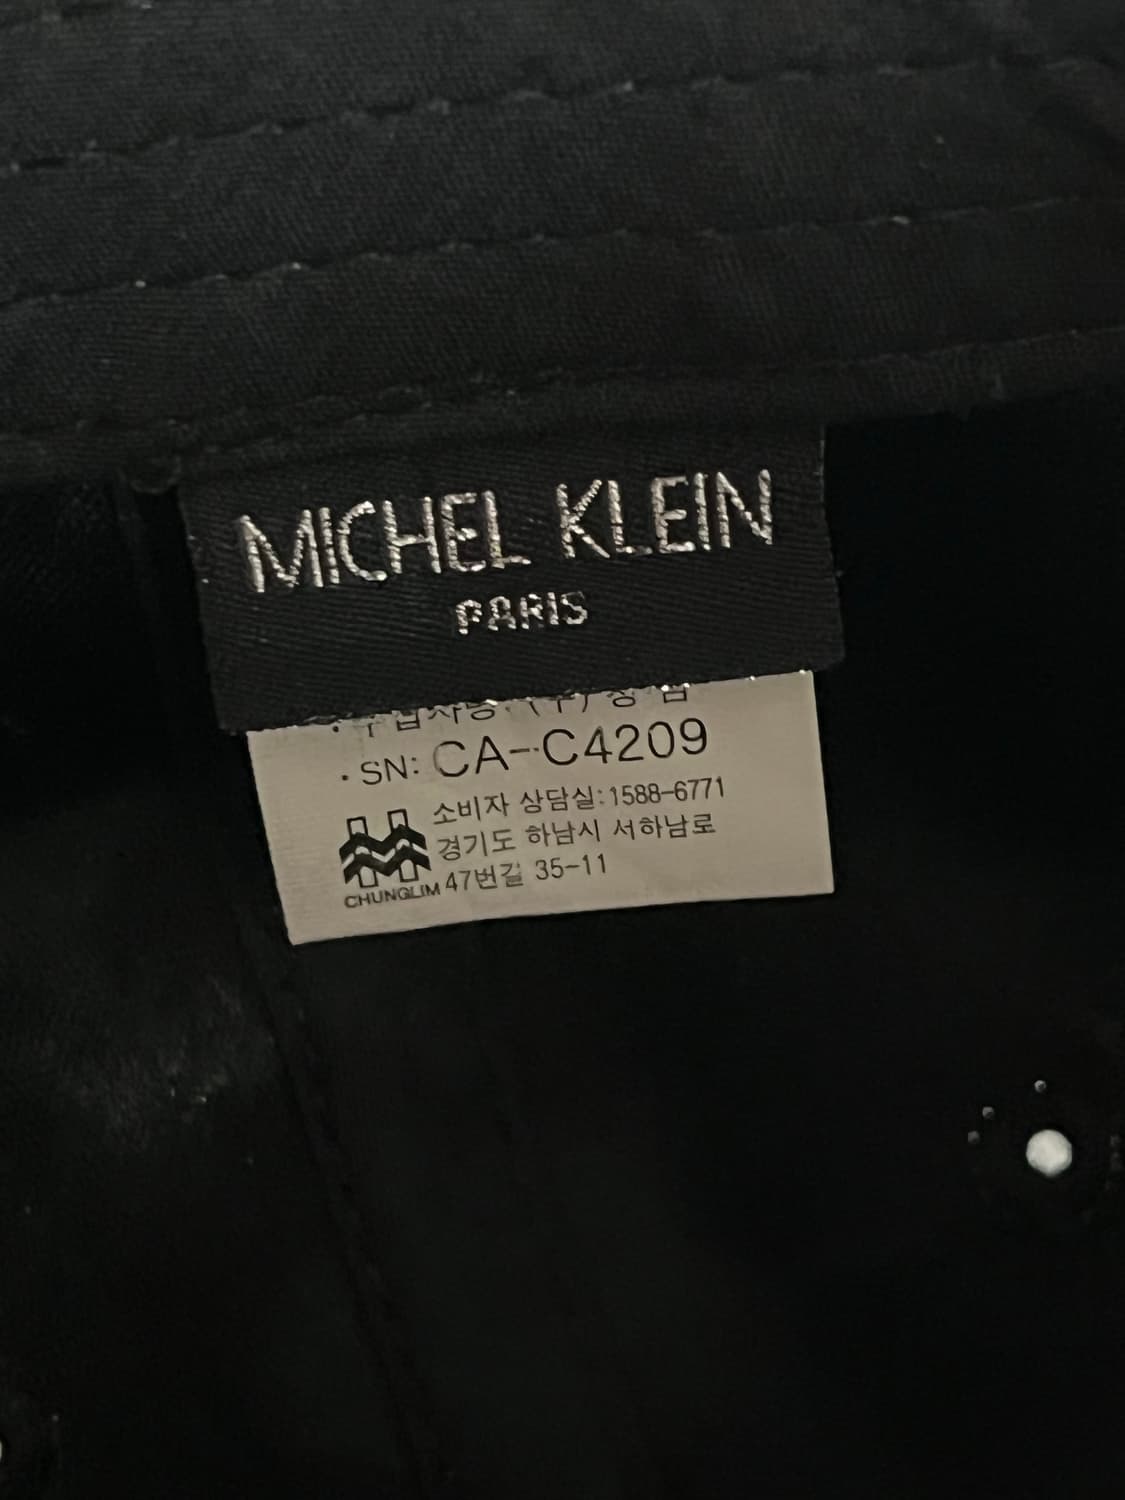 MICHEL KLEIN
PARIS
· SN: CA-C4209
소비자 상담실:1588-6771
경기도 하남시 서하남로
47번길 35-11
CHUNGLIM